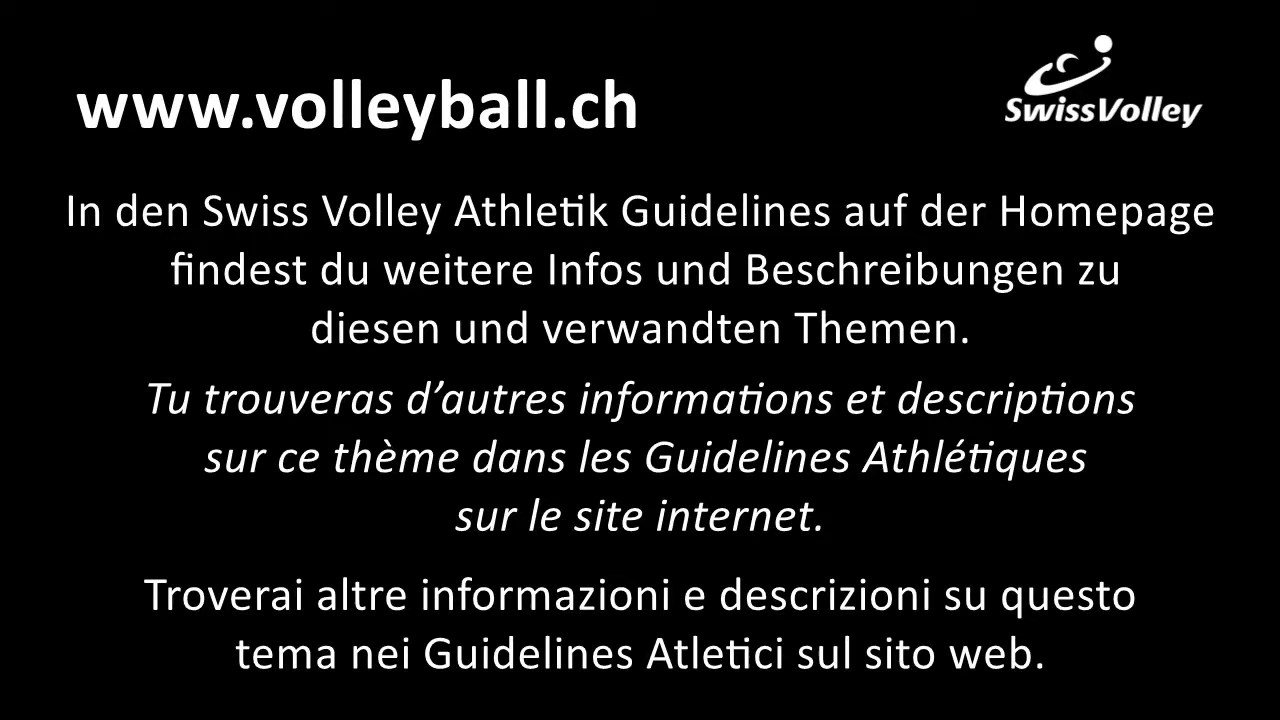 www.volleyball.ch
SwissVolley
In den Swiss Volley Athletik Guidelines auf der Homepage
findest du weitere Infos und Beschreibungen zu
diesen und verwandten Themen.
Tu trouveras d’autres informations et descriptions
sur ce thème dans les Guidelines Athlétiques
sur le site internet.
Troverai altre informazioni e descrizioni su questo
tema nei Guidelines Atletici sul sito web.